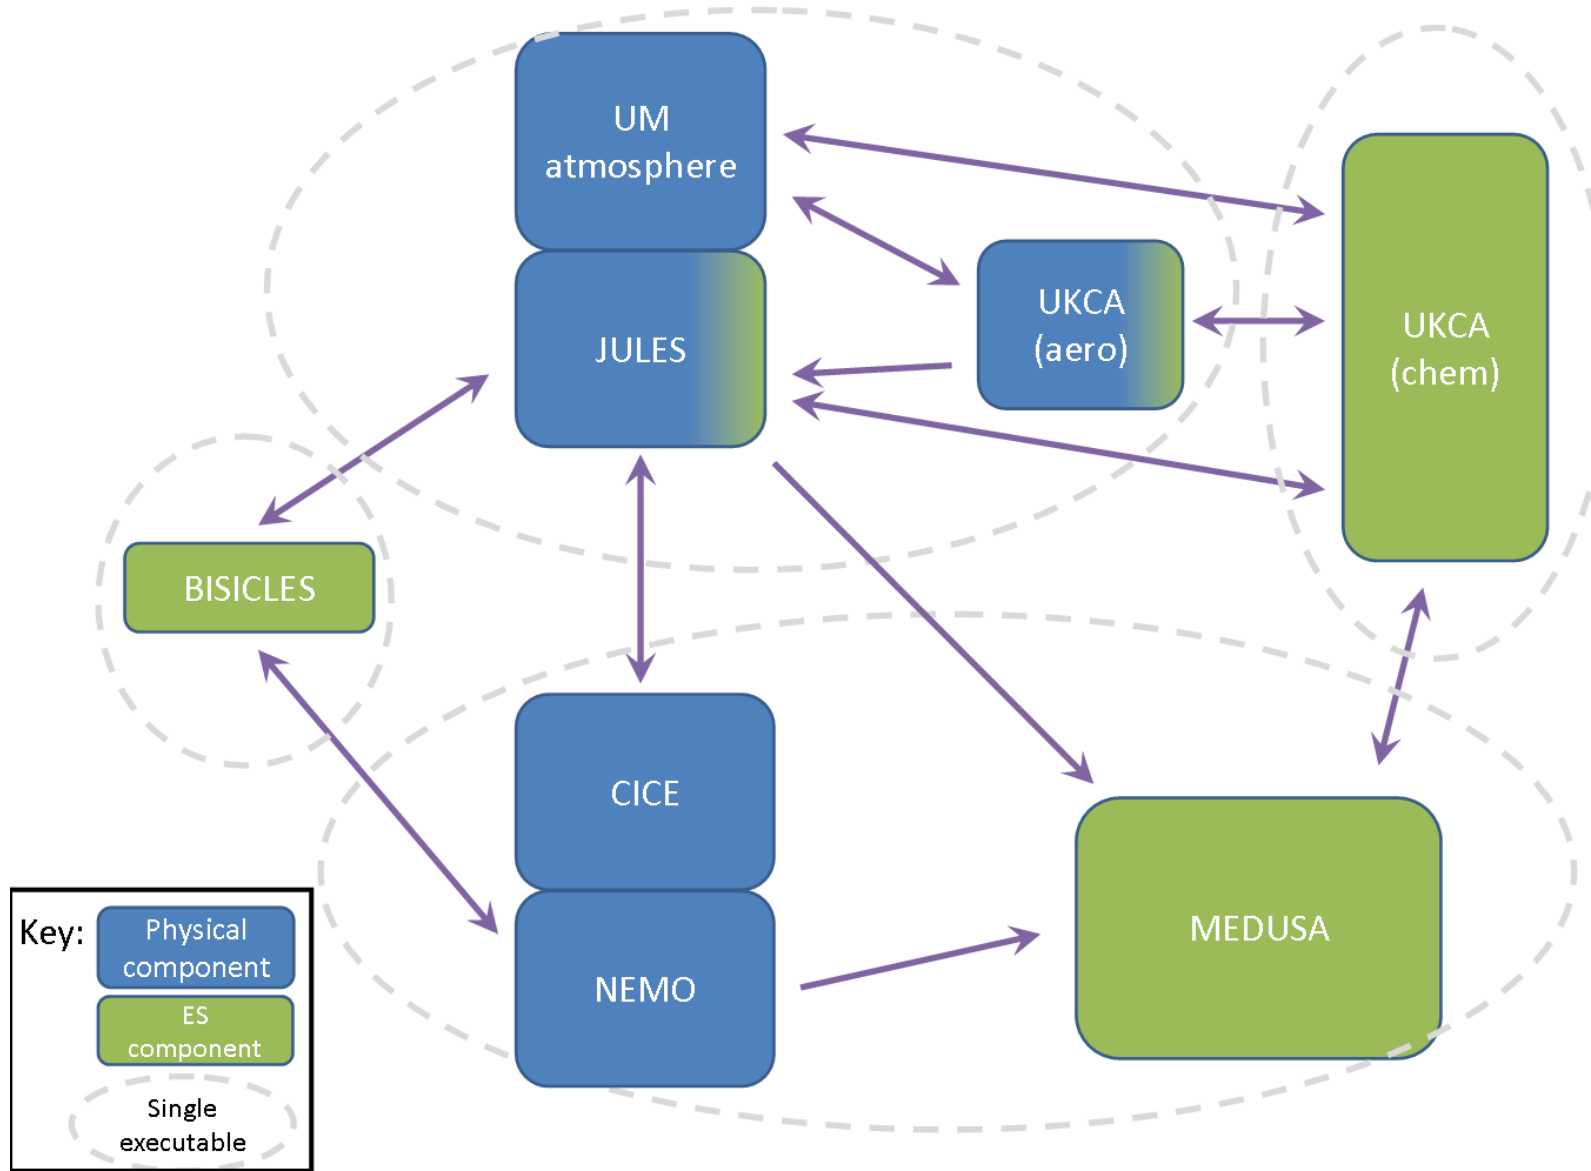 UM
atmosphere
JULES
UKCA
(aero)
UKCA
(chem)
BISICLES
CICE
NEMO
MEDUSA
Key:
Physical
component
ES
component
Single
executable